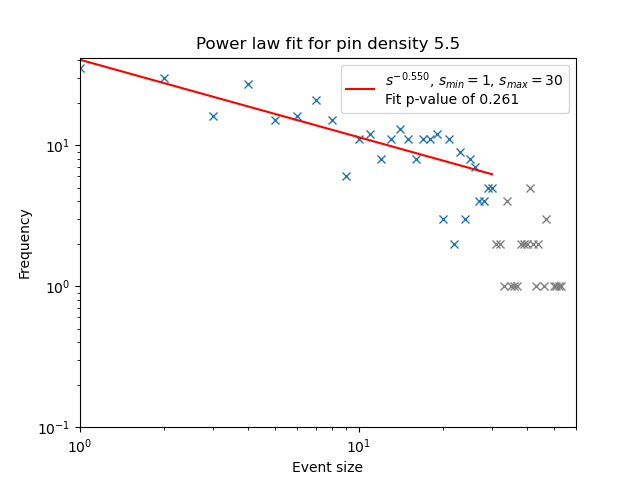 Power law fit for pin density 5.5
s^{-0.550}, s_{min} = 1, s_{max} = 30
Fit p-value of 0.261
Frequency
10^1
10^0
10^{-1}
10^0
10^1
Event size